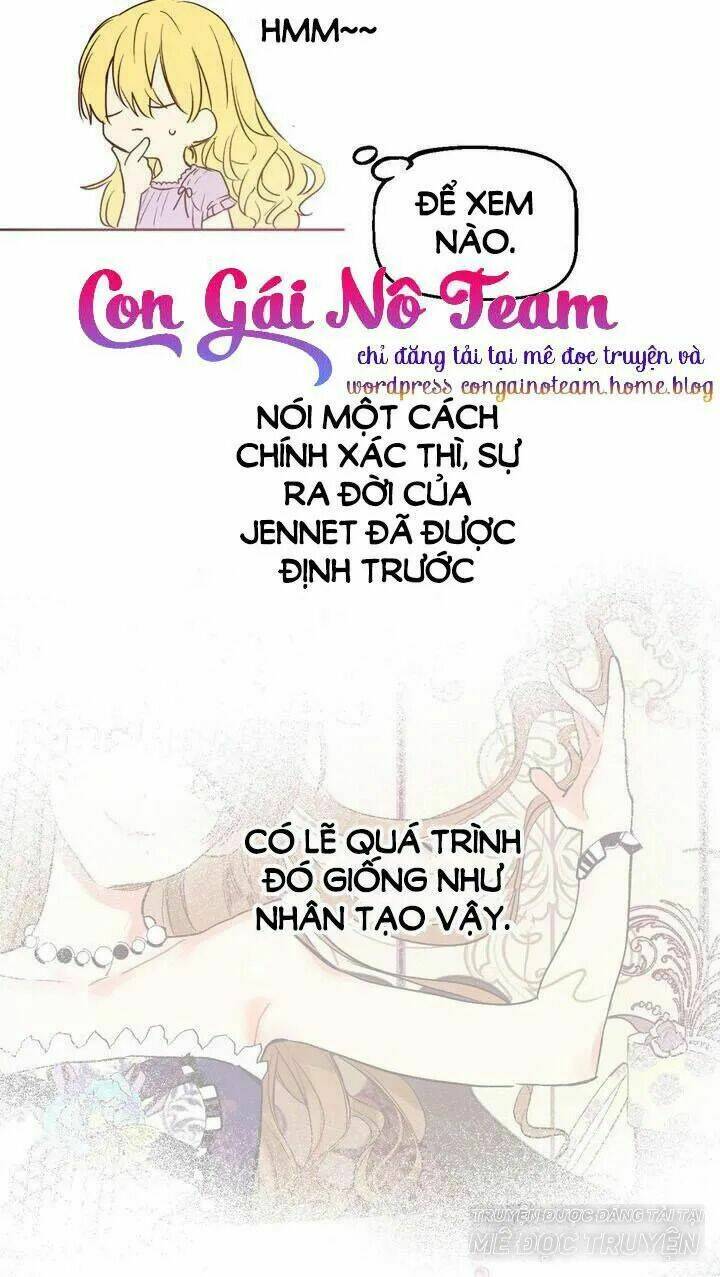 HMM~~
ĐỂ XEM
NÀO.
Con Gái Nô Team
chỉ đăng tải tại mê đọc truyện và
wordpress congainoteam.home.blog
NÓI MỘT CÁCH
CHÍNH XÁC THÌ, SỰ
RA ĐỜI CỦA
JENNET ĐÃ ĐƯỢC
ĐỊNH TRƯỚC
CÓ LẼ QUÁ TRÌNH
ĐÓ GIỐNG NHƯ
NHÂN TẠO VẬY.
TRUYỆN ĐƯỢC ĐĂNG TẢI TẠI
MÊ ĐỌC TRUYỆN